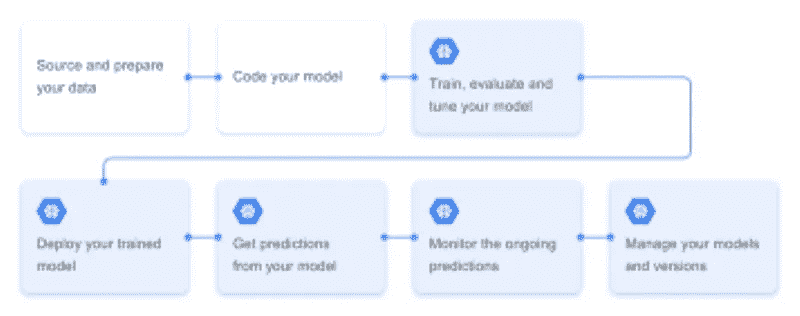 Source and prepare
your data
Code your model
Train, evaluate and
tune your model
Deploy your trained
model
Get predictions
from your model
Monitor the ongoing
predictions
Manage your models
and versions